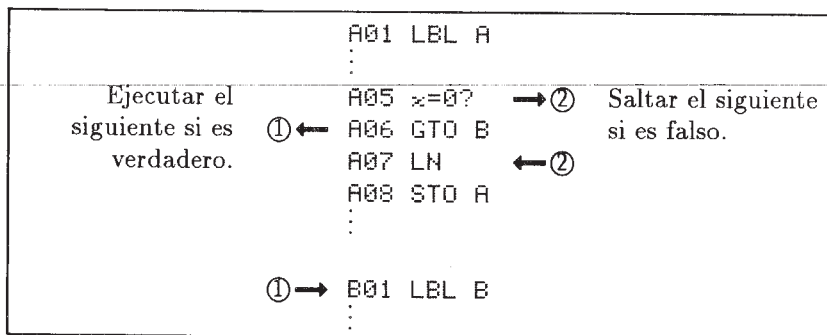 A01 LBL A
⋮
Ejecutar el A05 x=0? → ② Saltar el siguiente
siguiente si es ① ← A06 GTO B si es falso.
verdadero. A07 LN ← ②
A08 STO A
⋮
① → B01 LBL B
⋮